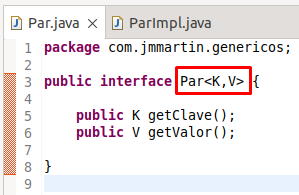 Par.java ParImpl.java
1 package com.jmmartin.genericos;
2
3 public interface Par<K,V> {
4
5 public K getClave();
6 public V getValor();
7
8 }
9